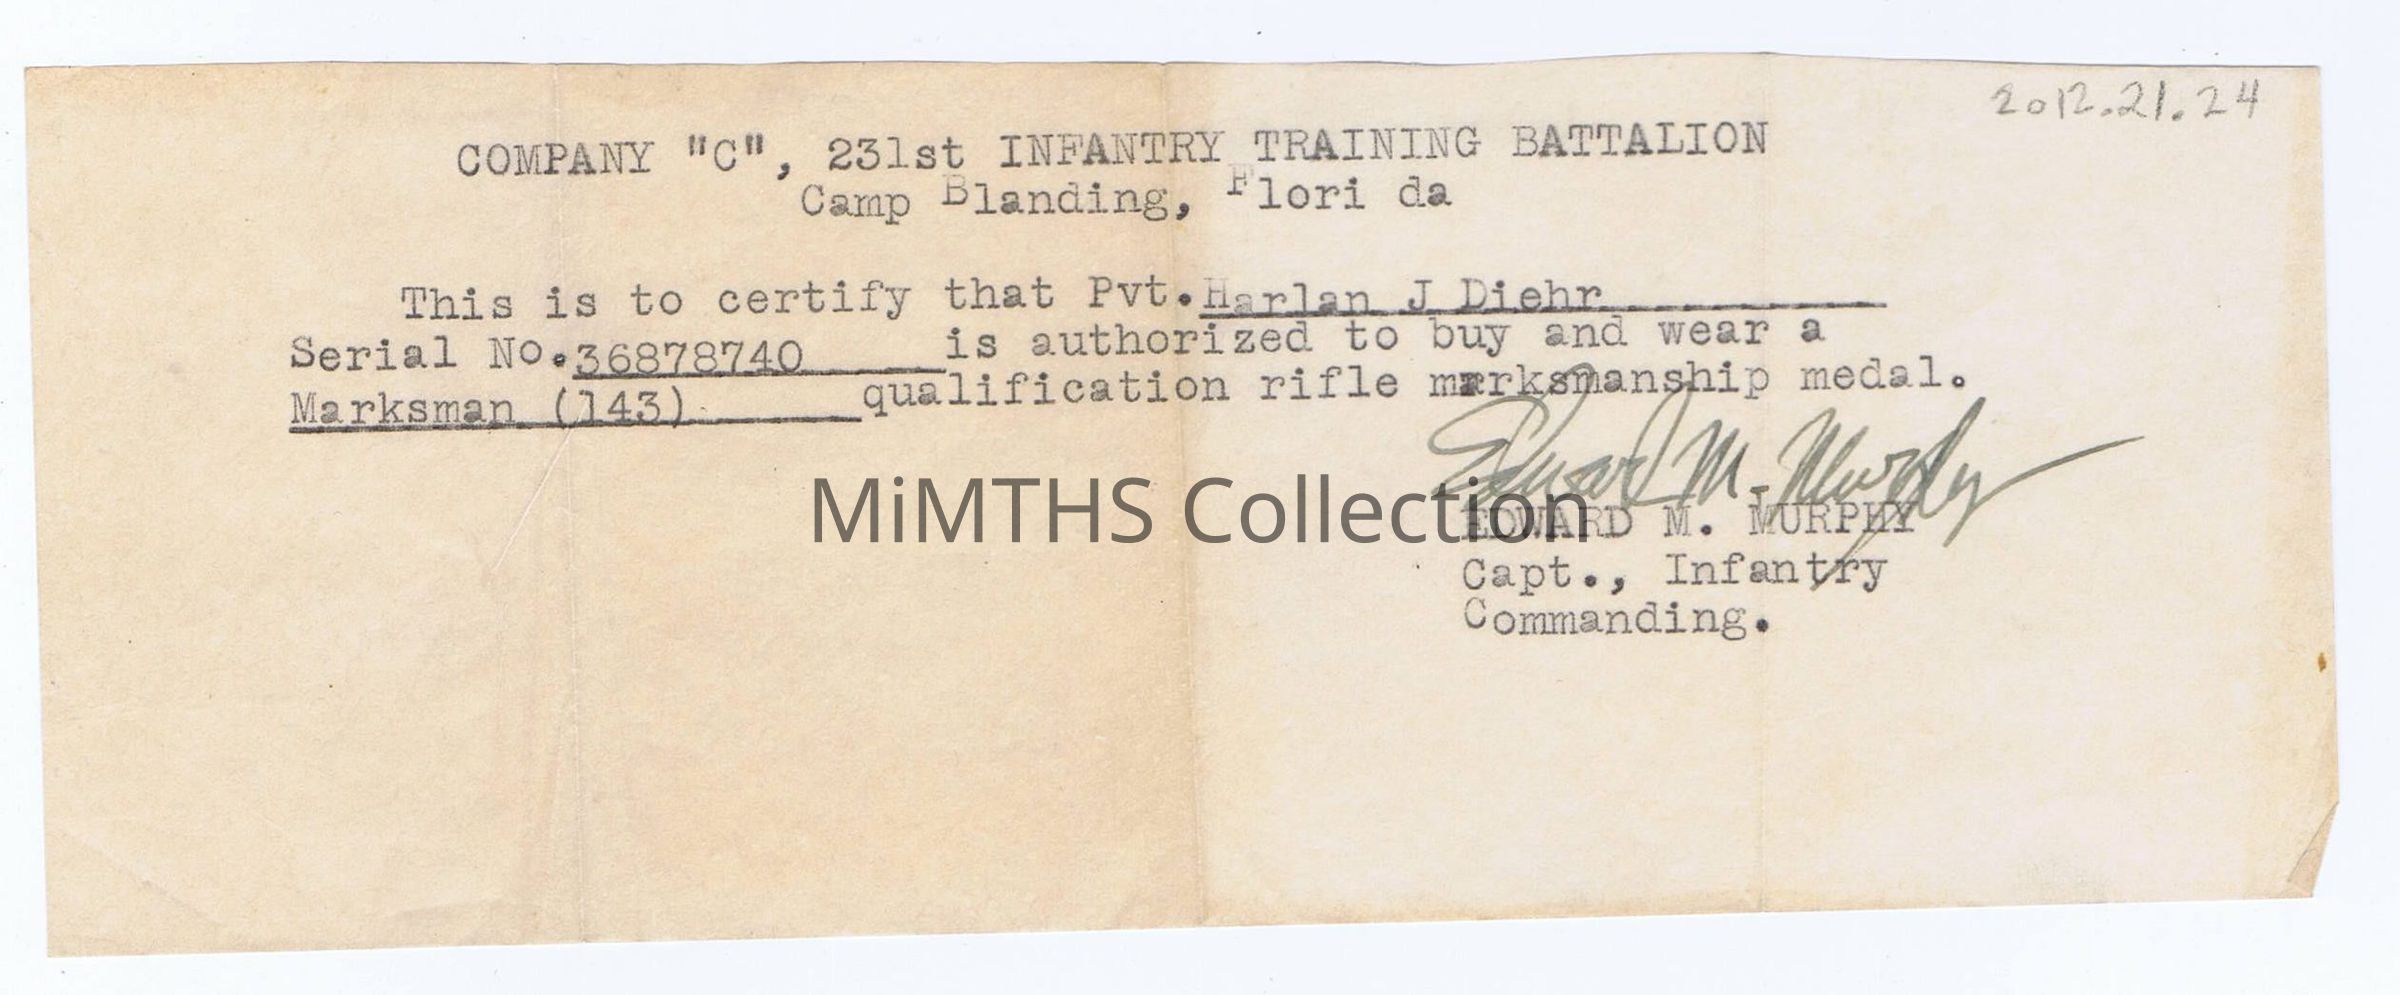 2012.21.24
COMPANY "C", 231st INFANTRY TRAINING BATTALION
Camp Blanding, Flori da
This is to certify that Pvt. Harlan J Diehr
Serial No. 36878740 is authorized to buy and wear a
Marksman (143) qualification rifle marksmanship medal.
Edward M. Murphy
MiMTHS Collection
EDWARD M. MURPHY
Capt., Infantry
Commanding.